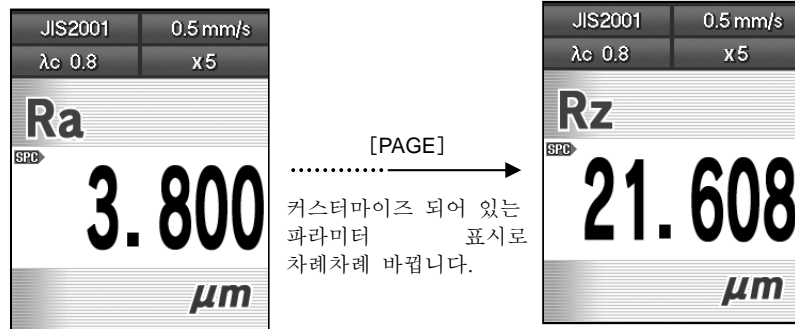 JIS2001 0.5 mm/s
λc 0.8 x5
Ra
SPC
3.800
μm
[PAGE]
커스터마이즈 되어 있는
파라미터 표시로
차례차례 바뀝니다.
JIS2001 0.5 mm/s
λc 0.8 x5
Rz
SPC
21.608
μm